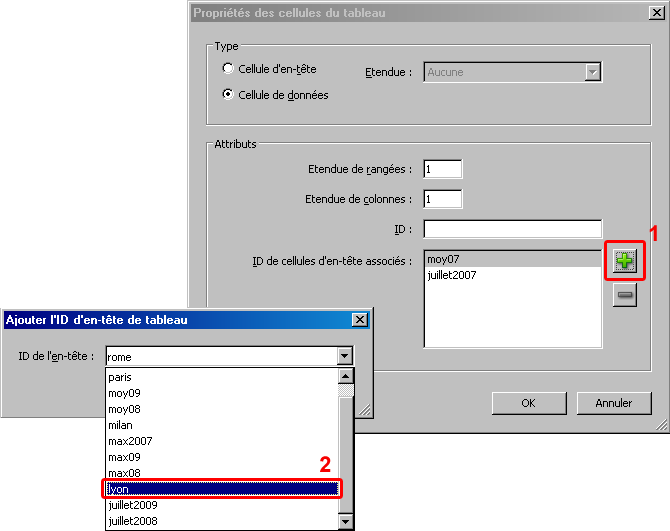 Propriétés des cellules du tableau
Type
Cellule d'en-tête
Etendue :
Aucune
Cellule de données
Attributs
Etendue de rangées :
1
Etendue de colonnes :
1
ID :
1
ID de cellules d'en-tête associés :
moy07
juillet2007
OK
Annuler
Ajouter l'ID d'en-tête de tableau
ID de l'en-tête :
rome
paris
moy09
moy08
milan
max2007
max09
max08
2
lyon
juillet2009
juillet2008